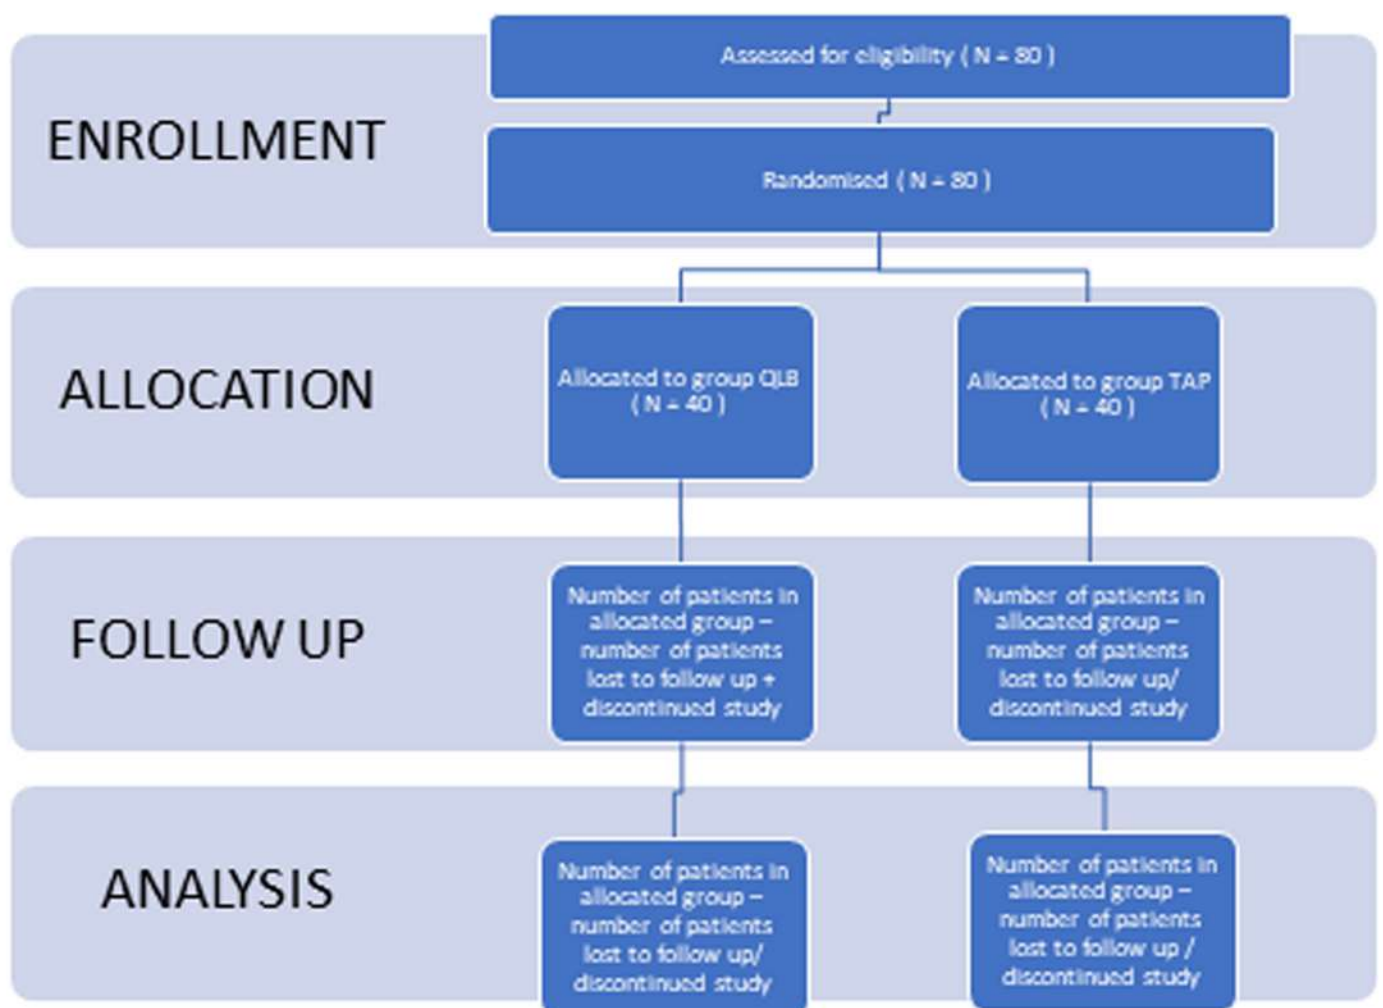 Assessed for eligibility ( N = 80 )
ENROLLMENT
Randomised ( N = 80 )
ALLOCATION
Allocated to group QLB
( N = 40 )
Allocated to group TAP
( N = 40 )
FOLLOW UP
Number of patients in
allocated group –
number of patients
lost to follow up +
discontinued study
Number of patients in
allocated group –
number of patients
lost to follow up/
discontinued study
ANALYSIS
Number of patients in
allocated group –
number of patients
lost to follow up/
discontinued study
Number of patients in
allocated group –
number of patients
lost to follow up /
discontinued study